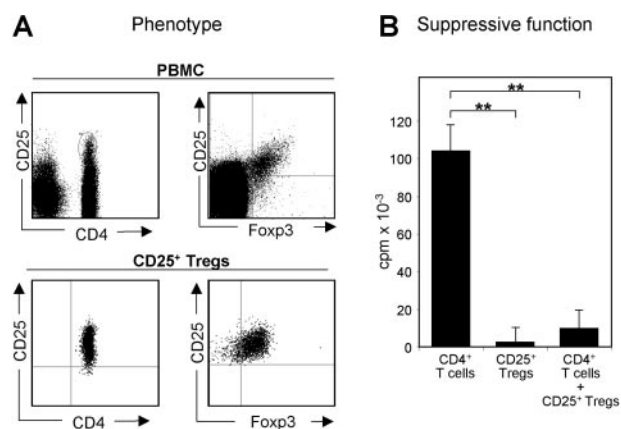 A Phenotype
PBMC
CD25
CD4
CD25
Foxp3
CD25⁺ Tregs
CD25
CD4
CD25
Foxp3
B Suppressive function
**
**
cpm x 10⁻³
120
100
80
60
40
20
0
CD4⁺
T cells
CD25⁺
Tregs
CD4⁺
T cells
+
CD25⁺ Tregs